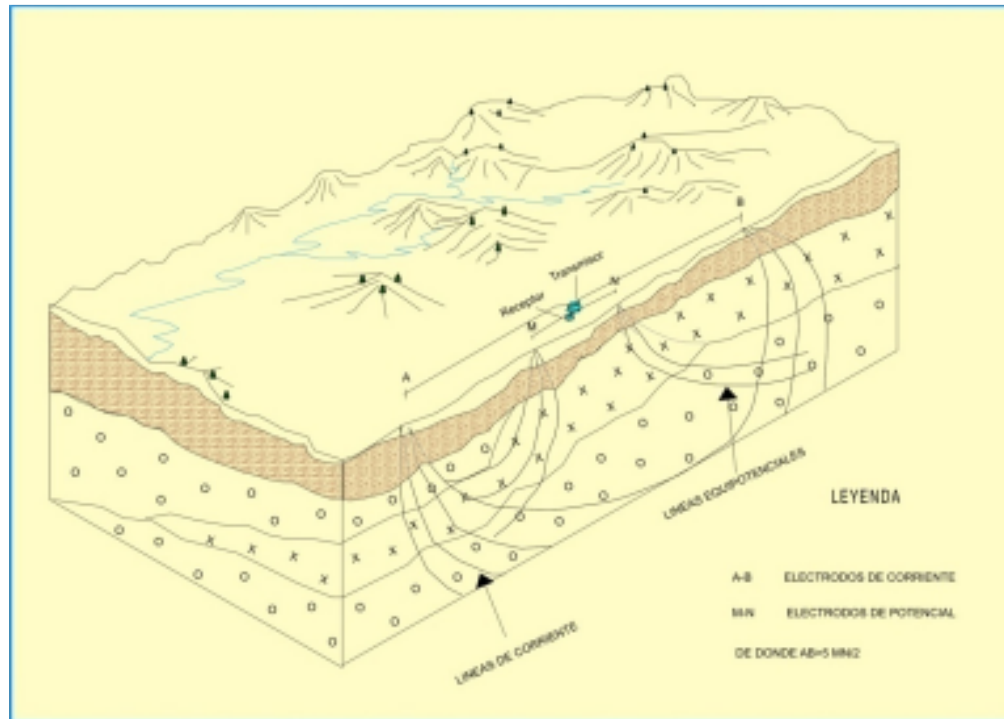 B
Transmisor
N
Receptor
M
A
LINEAS EQUIPOTENCIALES
LEYENDA
A-B ELECTRODOS DE CORRIENTE
M-N ELECTRODOS DE POTENCIAL
LINEAS DE CORRIENTE
DE DONDE AB=5 MN/2